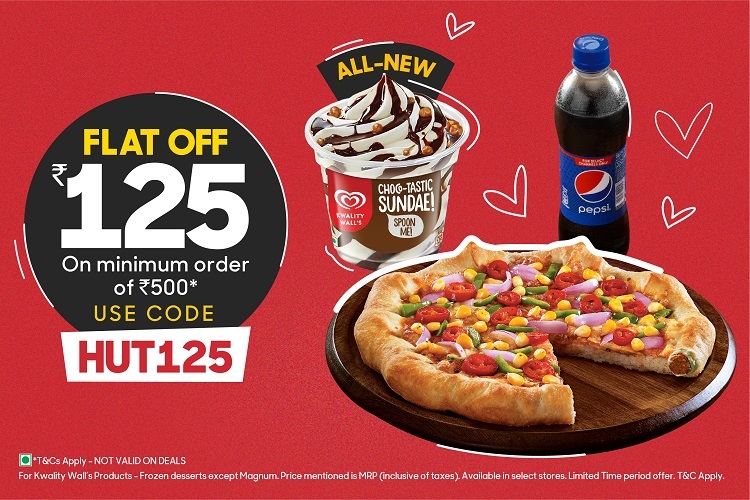 FLAT OFF
₹125
On minimum order
of ₹500*
USE CODE
HUT125
ALL-NEW
KWALITY
WALL'S
CHOCO-TASTIC
SUNDAE!
SPOON
ME!
pepsi.
*T&Cs Apply – NOT VALID ON DEALS
For Kwality Wall's Products - Frozen desserts except Magnum. Price mentioned is MRP (inclusive of taxes). Available in select stores. Limited Time period offer. T&C Apply.